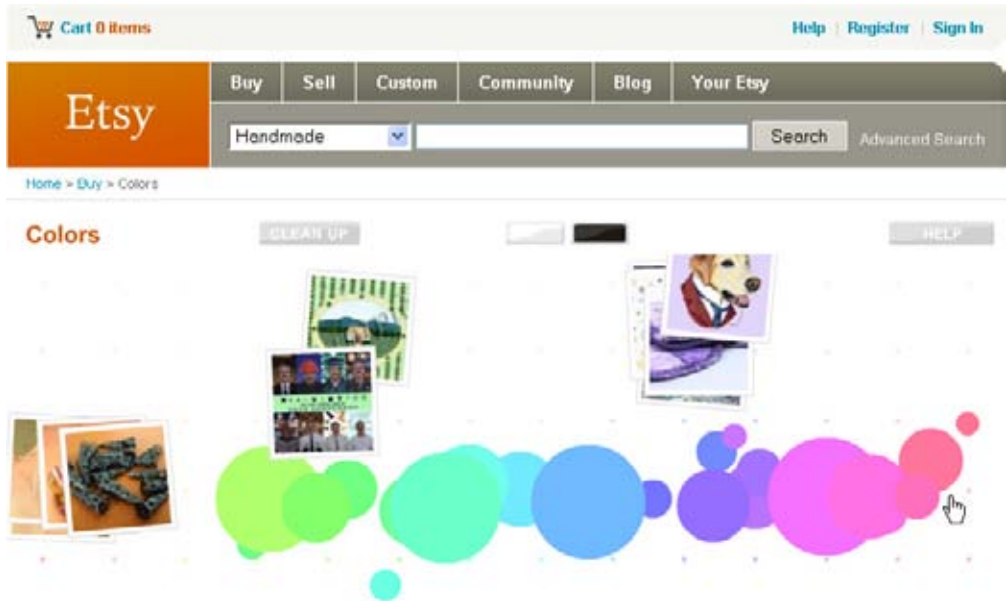 Cart 0 items
Help | Register | Sign In
Etsy
Buy Sell Custom Community Blog Your Etsy
Handmade Search Advanced Search
Home > Buy > Colors
Colors CLEAN UP HELP